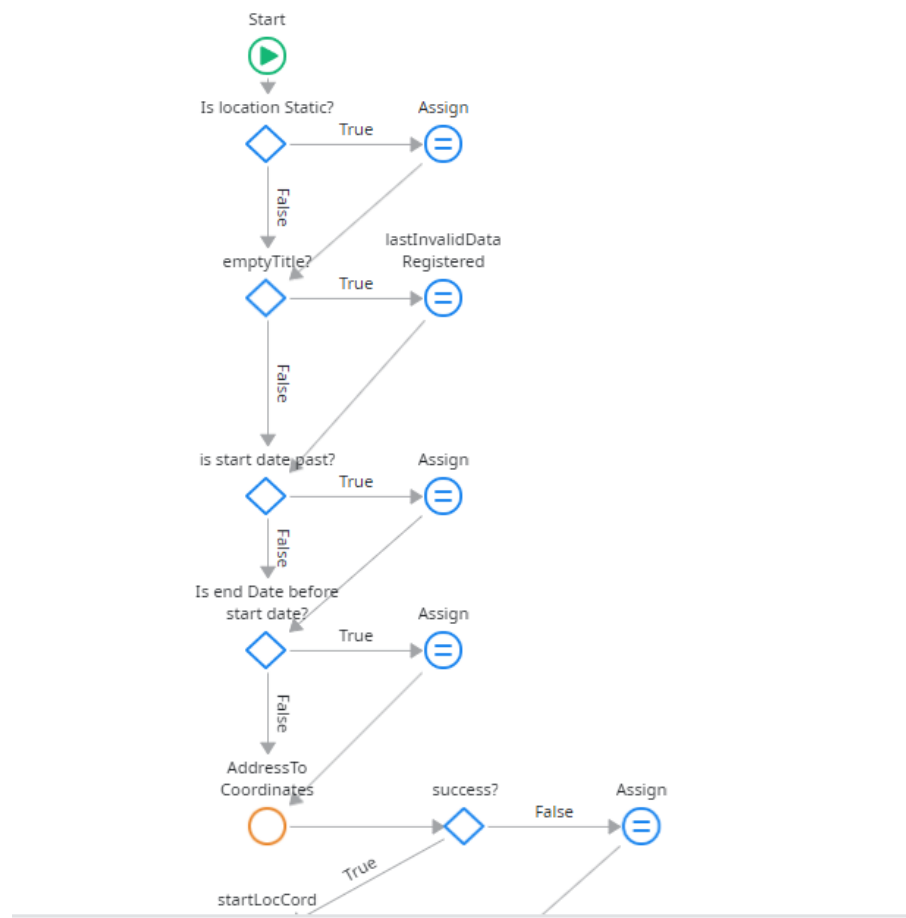 Start
Is location Static?
Assign
True
False
emptyTitle?
lastInvalidData
Registered
True
False
is start date past?
Assign
True
False
Is end Date before
start date?
Assign
True
False
AddressTo
Coordinates
success?
Assign
False
True
startLocCord